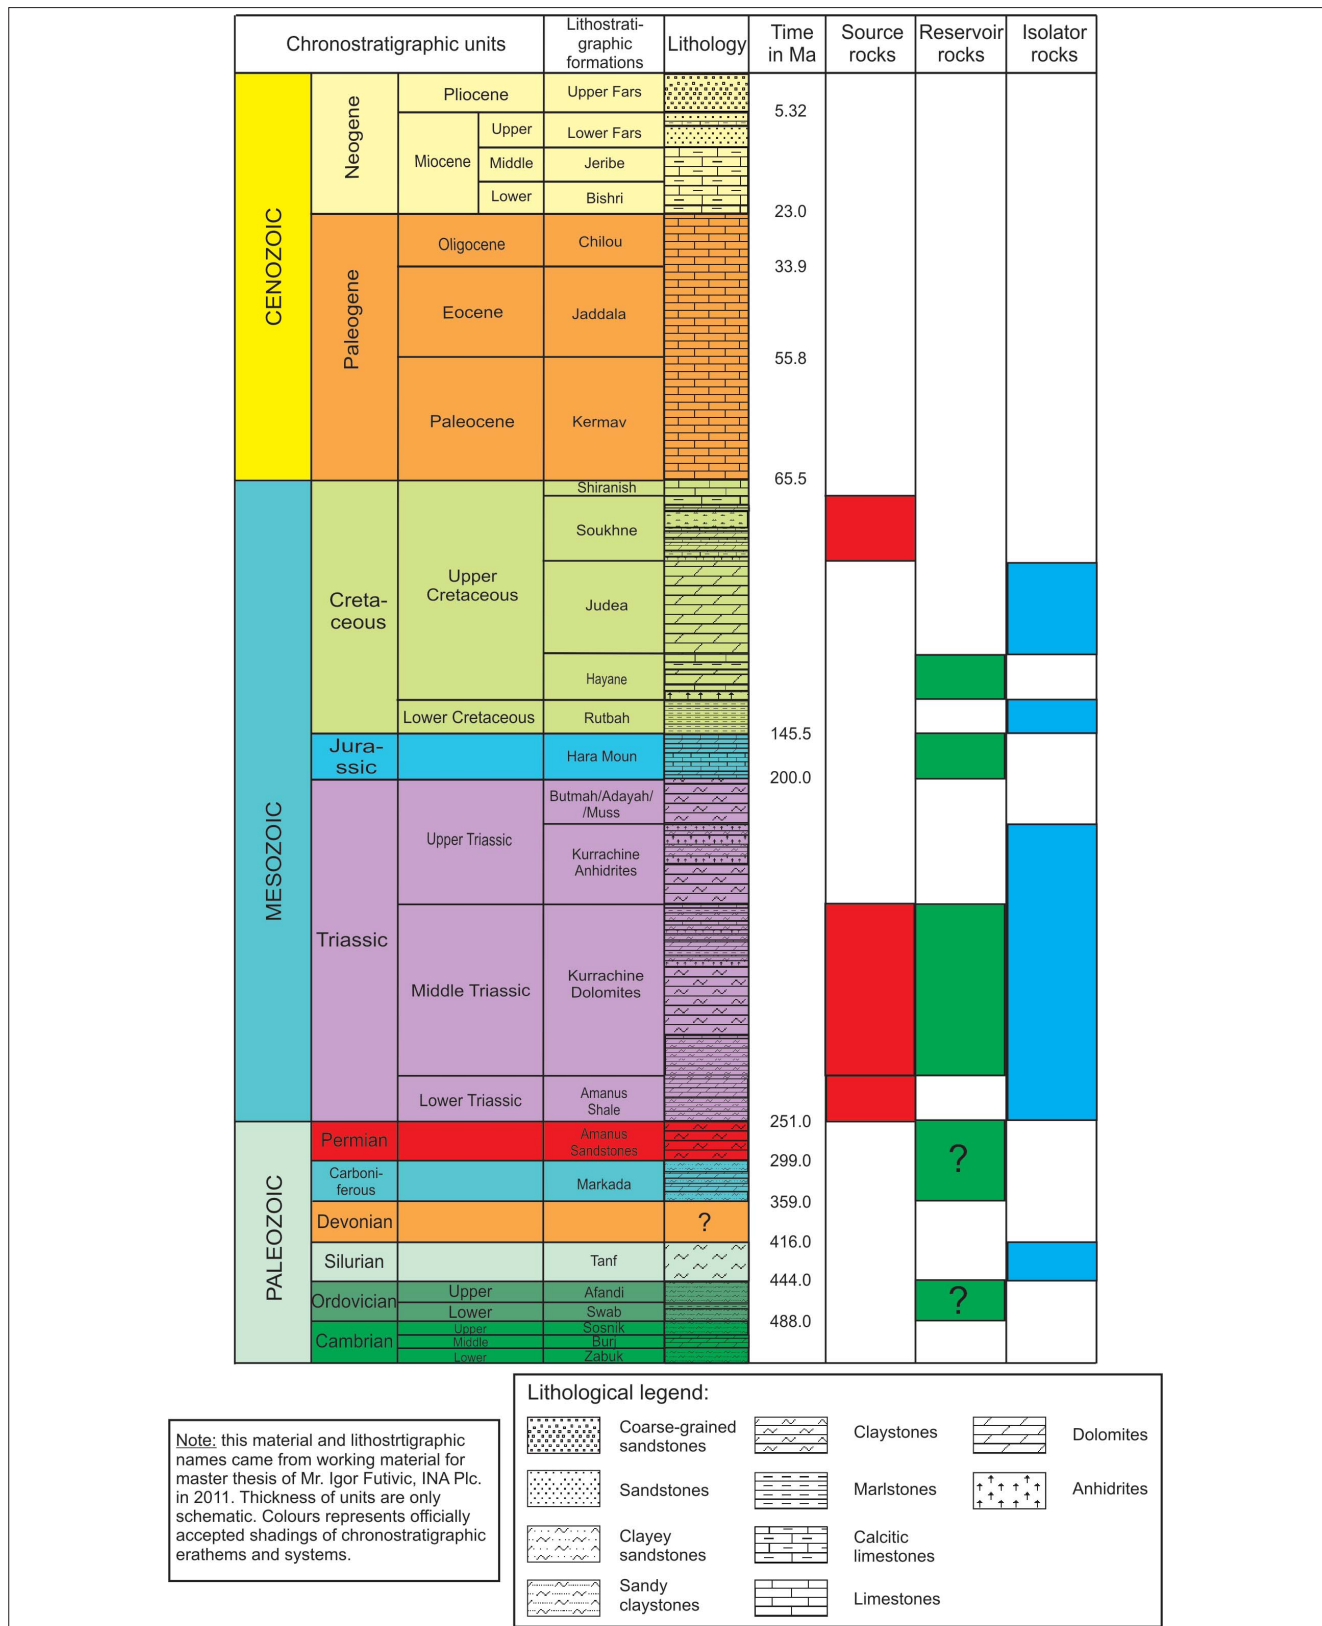 Chronostratigraphic units
Lithostrati-
graphic
formations
Lithology
Time
in Ma
Source
rocks
Reservoir
rocks
Isolator
rocks
CENOZOIC
Neogene
Pliocene
Upper Fars
5.32
Miocene
Upper
Lower Fars
Middle
Jeribe
Lower
Bishri
23.0
Paleogene
Oligocene
Chilou
33.9
Eocene
Jaddala
55.8
Paleocene
Kermav
65.5
MESOZOIC
Creta-
ceous
Upper
Cretaceous
Shiranish
Soukhne
Judea
Hayane
Lower Cretaceous
Rutbah
145.5
Jura-
ssic
Hara Moun
200.0
Triassic
Upper Triassic
Butmah/Adayah/
/Muss
Kurrachine
Anhidrites
Middle Triassic
Kurrachine
Dolomites
Lower Triassic
Amanus
Shale
251.0
PALEOZOIC
Permian
Amanus
Sandstones
?
299.0
Carboni-
ferous
Markada
359.0
Devonian
?
416.0
Silurian
Tanf
444.0
Ordovician
Upper
Afandi
?
Lower
Swab
488.0
Cambrian
Upper
Sosnik
Middle
Burj
Lower
Zabuk
Note: this material and lithostrtigraphic
names came from working material for
master thesis of Mr. Igor Futivic, INA Plc.
in 2011. Thickness of units are only
schematic. Colours represents officially
accepted shadings of chronostratigraphic
erathems and systems.
Lithological legend:
Coarse-grained
sandstones
Sandstones
Clayey
sandstones
Sandy
claystones
Claystones
Marlstones
Calcitic
limestones
Limestones
Dolomites
Anhidrites